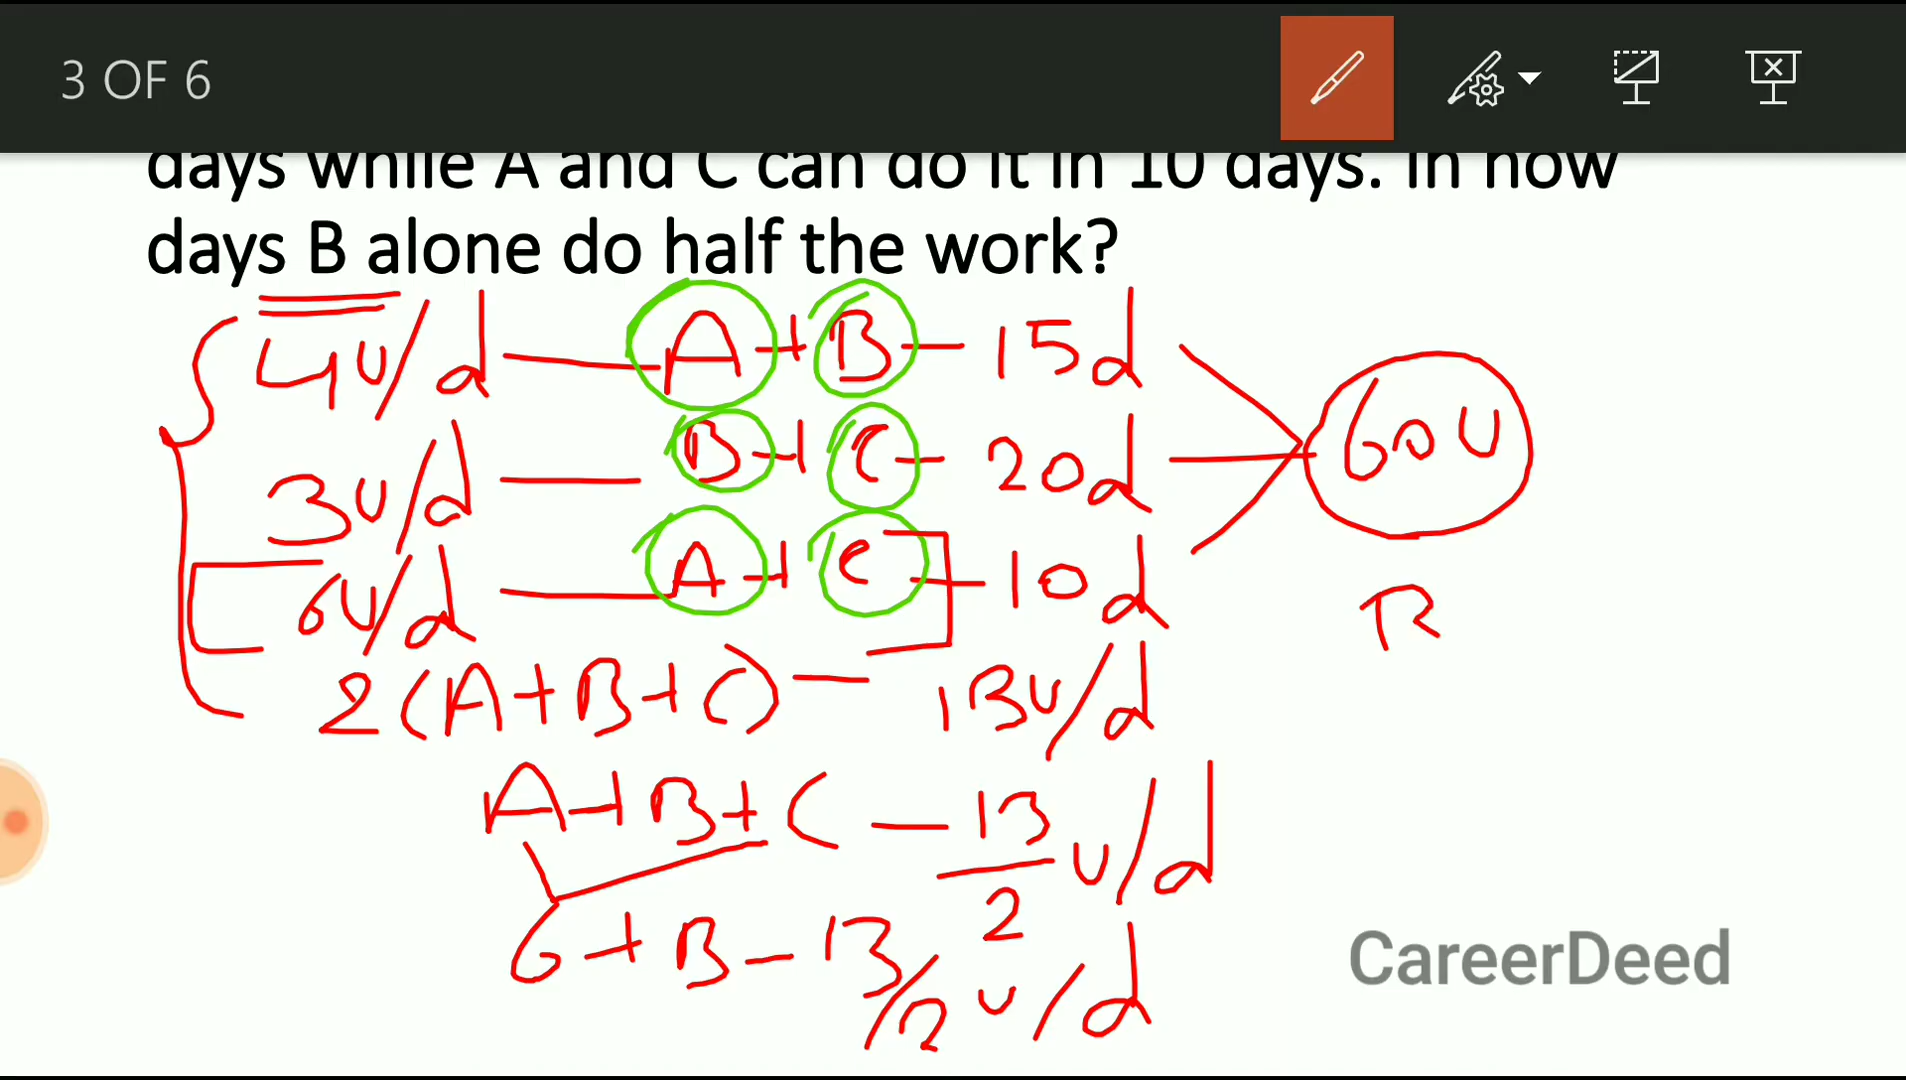 3 OF 6
days while A and C can do it in 10 days. In how
days B alone do half the work?
4U/d — A+B — 15d
3U/d — B+C — 20d
60U
6U/d — A+C — 10d
2(A+B+C) — 13U/d
A+B+C — 13/2 U/d
6+B — 13/2 U/d
CareerDeed